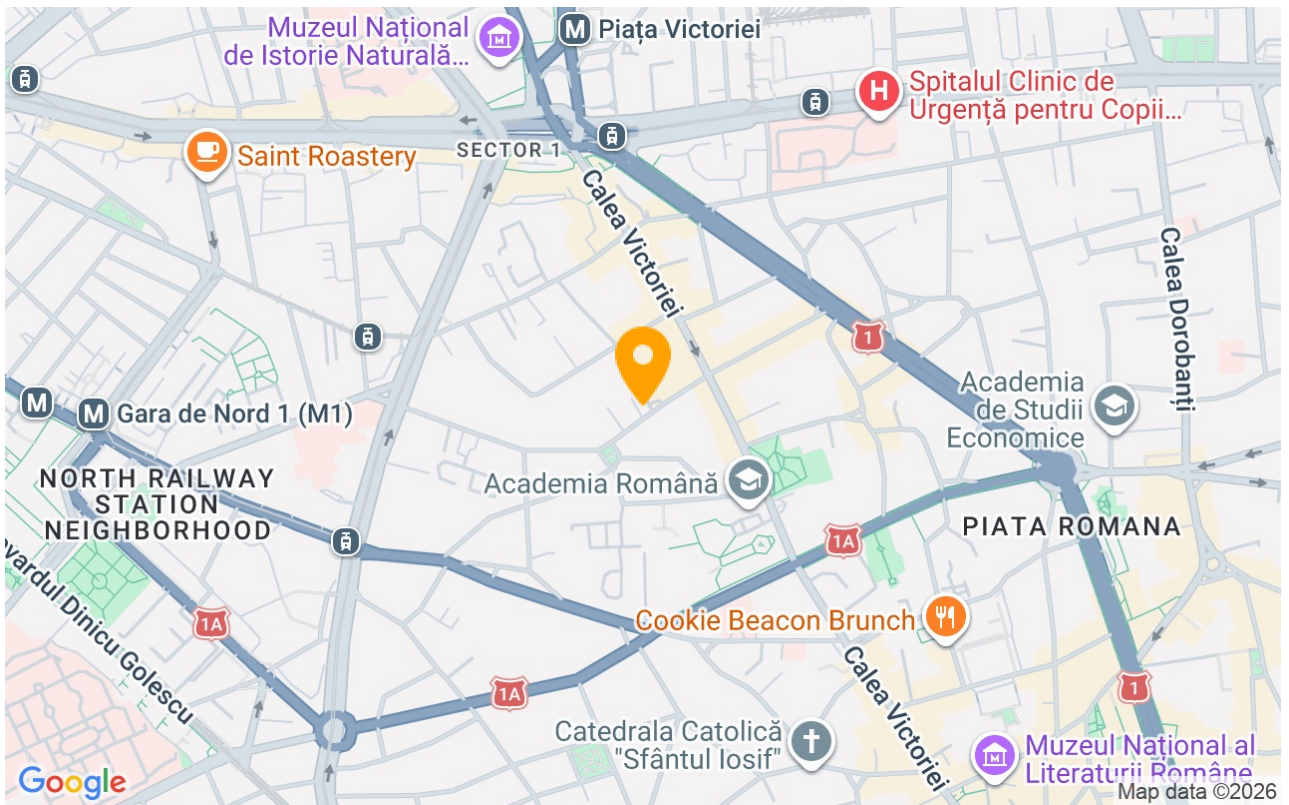 Muzeul Național
de Istorie Naturală...
M
Piața Victoriei
H
Spitalul Clinic de
Urgență pentru Copii...
Saint Roastery
SECTOR 1
Calea Victoriei
Calea Dorobanți
1
M
M
Gara de Nord 1 (M1)
Academia
de Studii
Economice
NORTH RAILWAY
STATION
NEIGHBORHOOD
Academia Română
1A
PIATA ROMANA
ovardul Dinicu Golescu
1A
Cookie Beacon Brunch
Calea Victoriei
1A
1
Catedrala Catolică
"Sfântul Iosif"
Muzeul Național al
Literaturii Române
Google
Map data ©2026